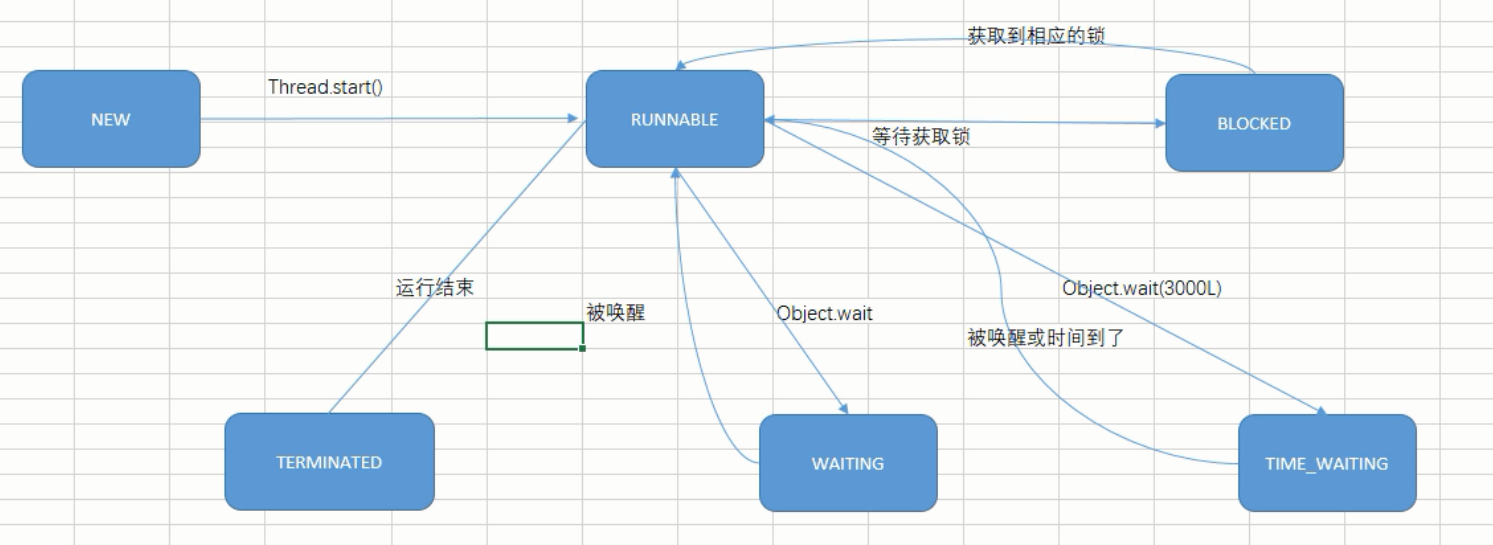 获取到相应的锁
Thread.start()
NEW
RUNNABLE
BLOCKED
等待获取锁
运行结束
Object.wait(3000L)
被唤醒
Object.wait
被唤醒或时间到了
TERMINATED
WAITING
TIME_WAITING